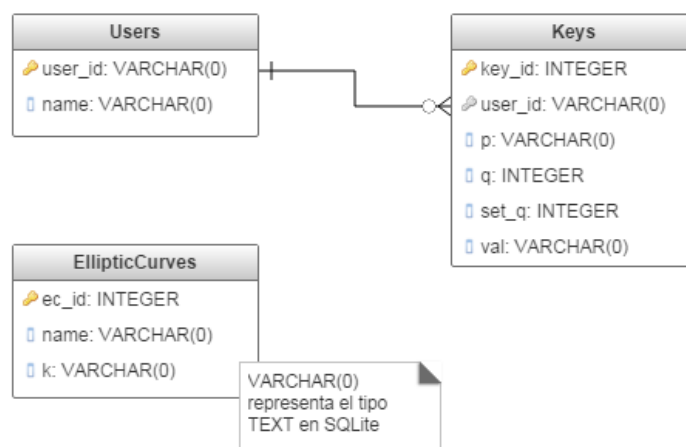 Users
user_id: VARCHAR(0)
name: VARCHAR(0)
Keys
key_id: INTEGER
user_id: VARCHAR(0)
p: VARCHAR(0)
q: INTEGER
set_q: INTEGER
val: VARCHAR(0)
EllipticCurves
ec_id: INTEGER
name: VARCHAR(0)
k: VARCHAR(0)
VARCHAR(0)
representa el tipo
TEXT en SQLite